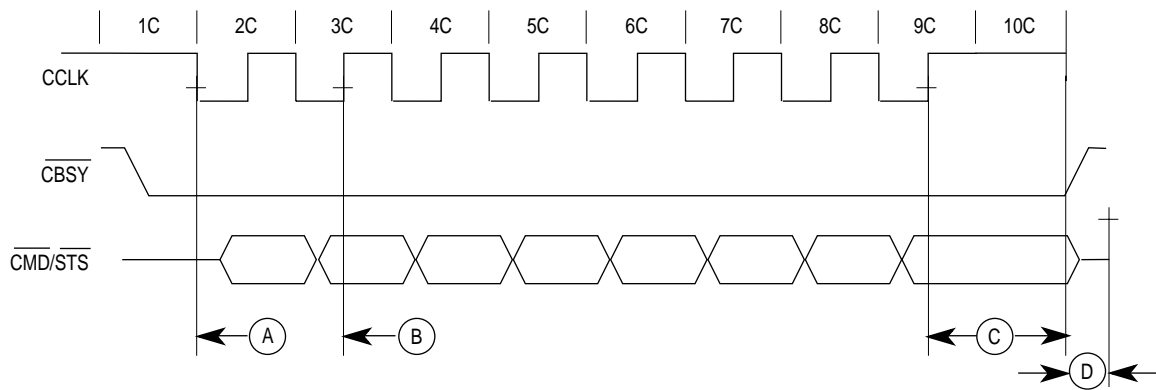 1C 2C 3C 4C 5C 6C 7C 8C 9C 10C
CCLK
CBSY
CMD/STS
A B C
D